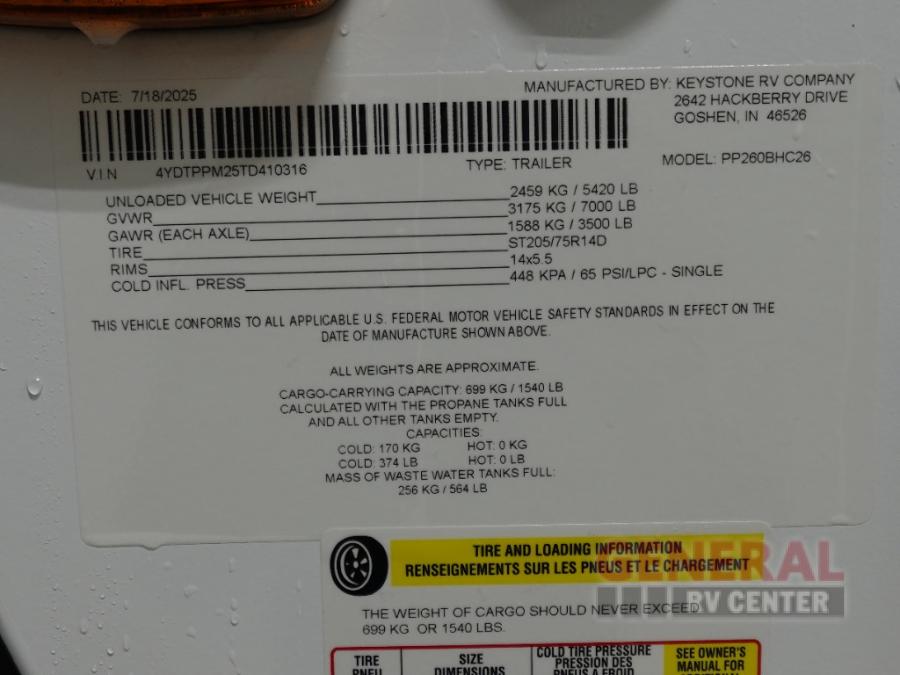 DATE: 7/18/2025
MANUFACTURED BY: KEYSTONE RV COMPANY
2642 HACKBERRY DRIVE
GOSHEN, IN 46526
VIN 4YDTPPM25TD410316 TYPE: TRAILER MODEL: PP260BHC26
UNLOADED VEHICLE WEIGHT 2459 KG / 5420 LB
GVWR 3175 KG / 7000 LB
GAWR (EACH AXLE) 1588 KG / 3500 LB
TIRE ST205/75R14D
RIMS 14x5.5
COLD INFL. PRESS 448 KPA / 65 PSI/LPC - SINGLE
THIS VEHICLE CONFORMS TO ALL APPLICABLE U.S. FEDERAL MOTOR VEHICLE SAFETY STANDARDS IN EFFECT ON THE
DATE OF MANUFACTURE SHOWN ABOVE.
ALL WEIGHTS ARE APPROXIMATE.
CARGO-CARRYING CAPACITY: 699 KG / 1540 LB
CALCULATED WITH THE PROPANE TANKS FULL
AND ALL OTHER TANKS EMPTY.
CAPACITIES:
COLD: 170 KG HOT: 0 KG
COLD: 374 LB HOT: 0 LB
MASS OF WASTE WATER TANKS FULL:
256 KG / 564 LB
TIRE AND LOADING INFORMATION
RENSEIGNEMENTS SUR LES PNEUS ET LE CHARGEMENT
GENERAL
RV CENTER
THE WEIGHT OF CARGO SHOULD NEVER EXCEED
699 KG OR 1540 LBS.
TIRE SIZE COLD TIRE PRESSURE SEE OWNER'S
PNEU DIMENSIONS PRESSION DES MANUAL FOR
PNEUS A FROID ADDITIONAL